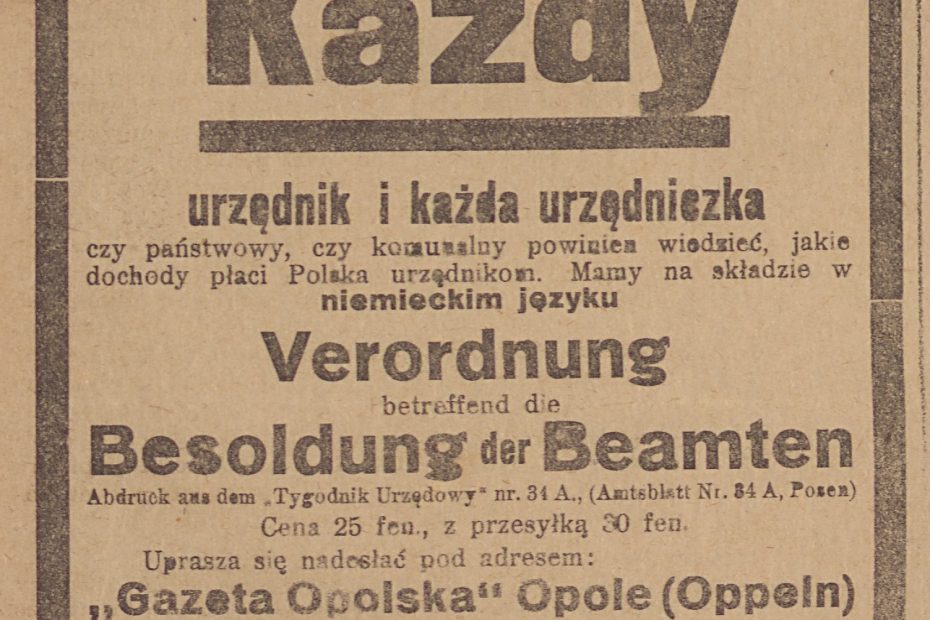 Każdy
urzędnik i każda urzędniczka
czy państwowy, czy komunalny powinien wiedzieć, jakie
dochody płaci Polska urzędnikom. Mamy na składzie w
niemieckim języku
Verordnung
betreffend die
Besoldung der Beamten
Abdruck aus dem „Tygodnik Urzędowy“ nr. 34 A., (Amtsblatt Nr. 34 A, Posen)
Cena 25 fen., z przesyłką 30 fen.
Uprasza się nadesłać pod adresem:
„Gazeta Opolska“ Opole (Oppeln)